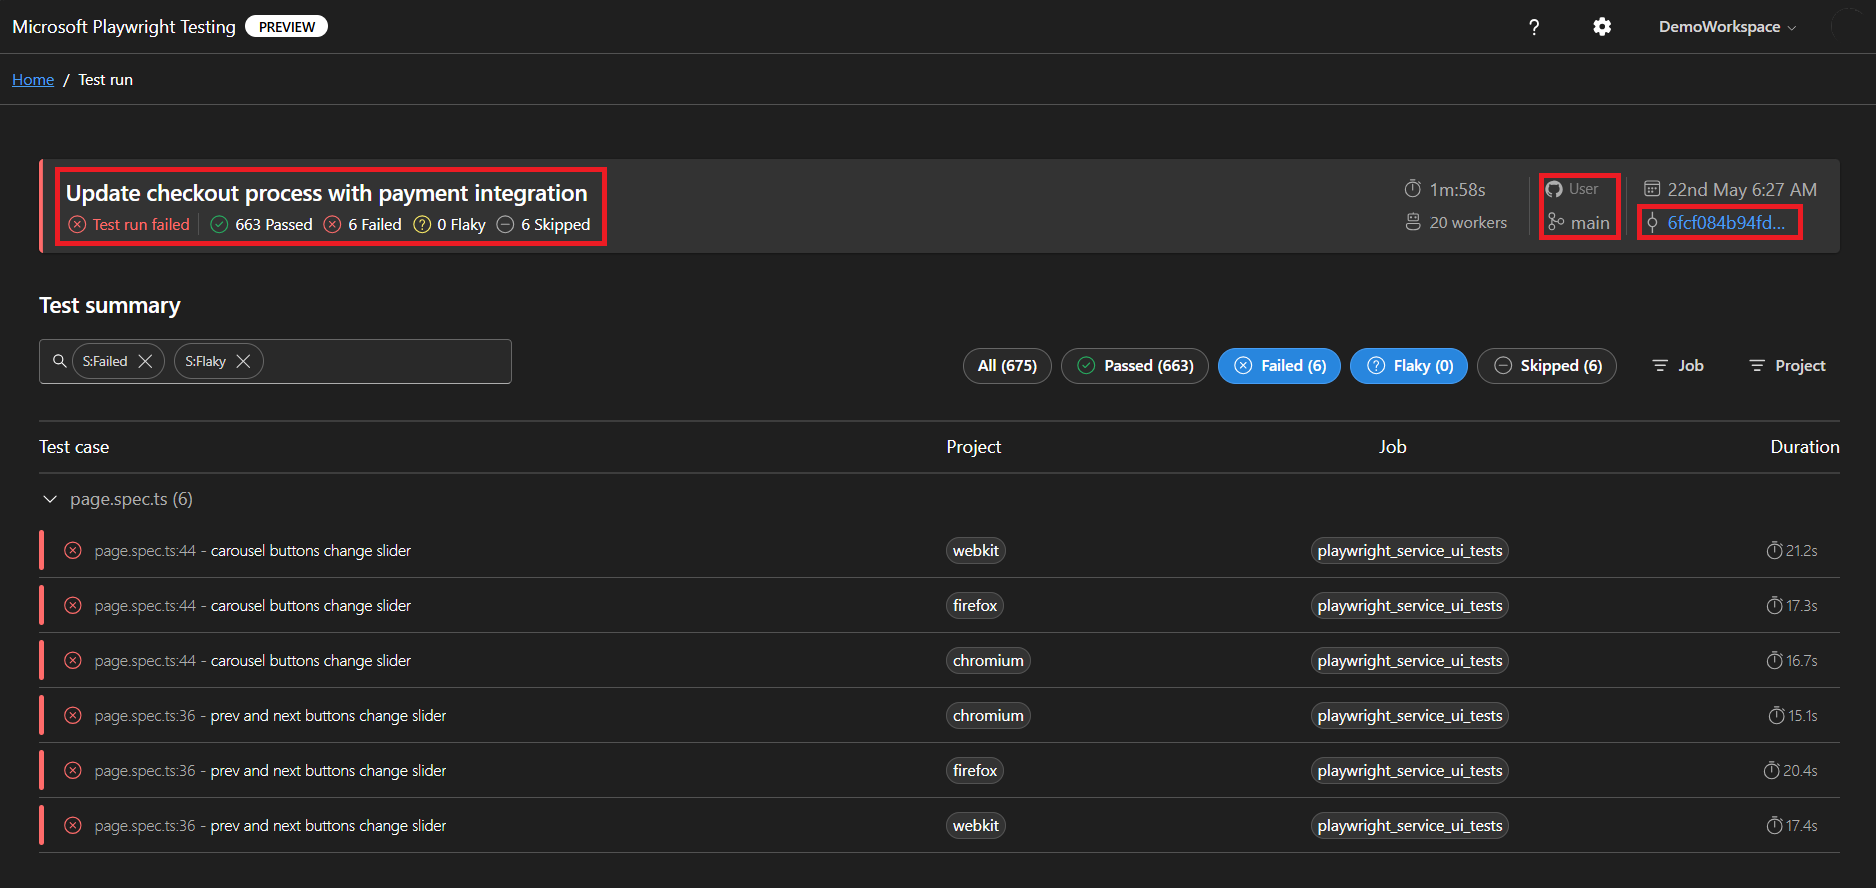 Microsoft Playwright Testing PREVIEW
? DemoWorkspace
Home / Test run
Update checkout process with payment integration
Test run failed 663 Passed 6 Failed 0 Flaky 6 Skipped
1m:58s
20 workers
User
main
22nd May 6:27 AM
6fcf084b94fd...
Test summary
S:Failed S:Flaky
All (675) Passed (663) Failed (6) Flaky (0) Skipped (6) Job Project
Test case Project Job Duration
page.spec.ts (6)
page.spec.ts:44 - carousel buttons change slider webkit playwright_service_ui_tests 21.2s
page.spec.ts:44 - carousel buttons change slider firefox playwright_service_ui_tests 17.3s
page.spec.ts:44 - carousel buttons change slider chromium playwright_service_ui_tests 16.7s
page.spec.ts:36 - prev and next buttons change slider chromium playwright_service_ui_tests 15.1s
page.spec.ts:36 - prev and next buttons change slider firefox playwright_service_ui_tests 20.4s
page.spec.ts:36 - prev and next buttons change slider webkit playwright_service_ui_tests 17.4s